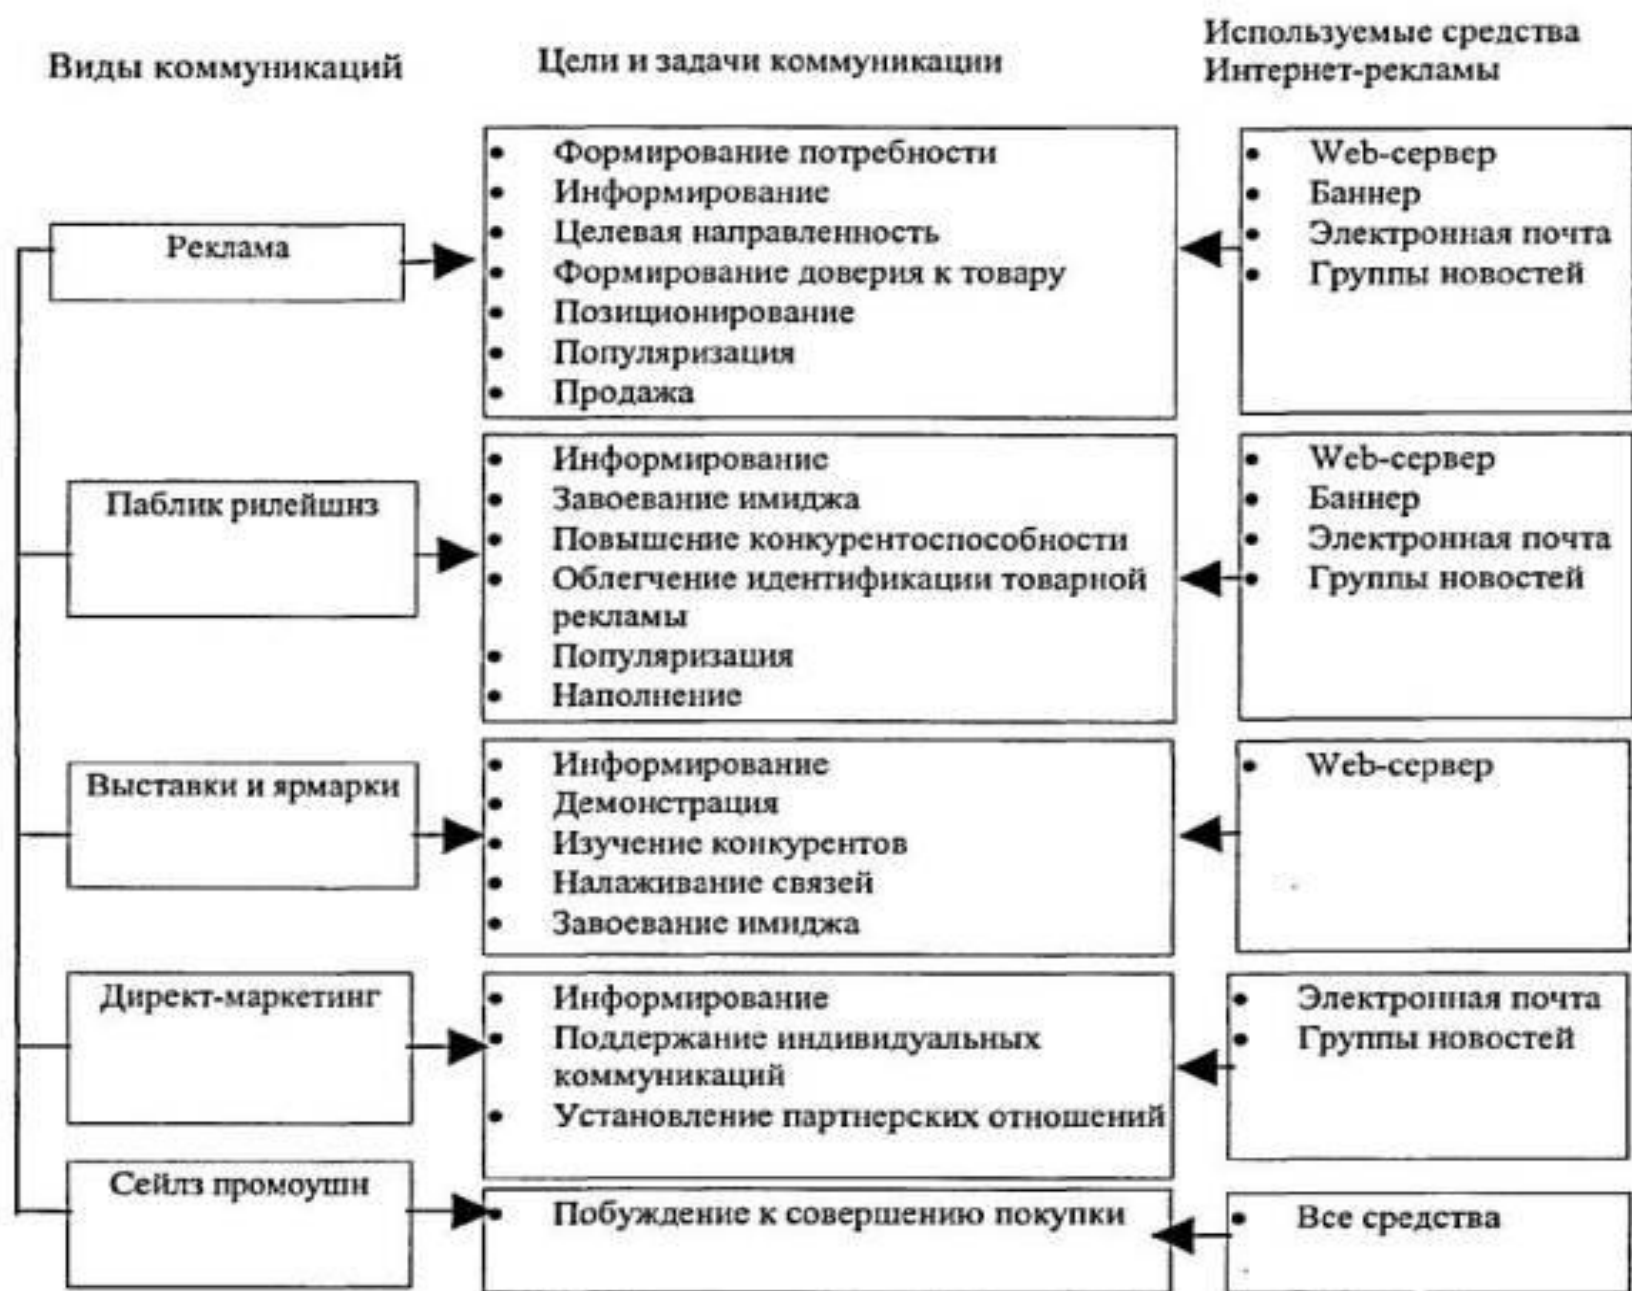 Виды коммуникаций
Цели и задачи коммуникации
Используемые средства
Интернет-рекламы
Реклама
• Формирование потребности
• Информирование
• Целевая направленность
• Формирование доверия к товару
• Позиционирование
• Популяризация
• Продажа
• Web-сервер
• Баннер
• Электронная почта
• Группы новостей
Паблик рилейшнз
• Информирование
• Завоевание имиджа
• Повышение конкурентоспособности
• Облегчение идентификации товарной
рекламы
• Популяризация
• Наполнение
• Web-сервер
• Баннер
• Электронная почта
• Группы новостей
Выставки и ярмарки
• Информирование
• Демонстрация
• Изучение конкурентов
• Налаживание связей
• Завоевание имиджа
• Web-сервер
Директ-маркетинг
• Информирование
• Поддержание индивидуальных
коммуникаций
• Установление партнерских отношений
• Электронная почта
• Группы новостей
Сейлз промоушн
• Побуждение к совершению покупки
• Все средства